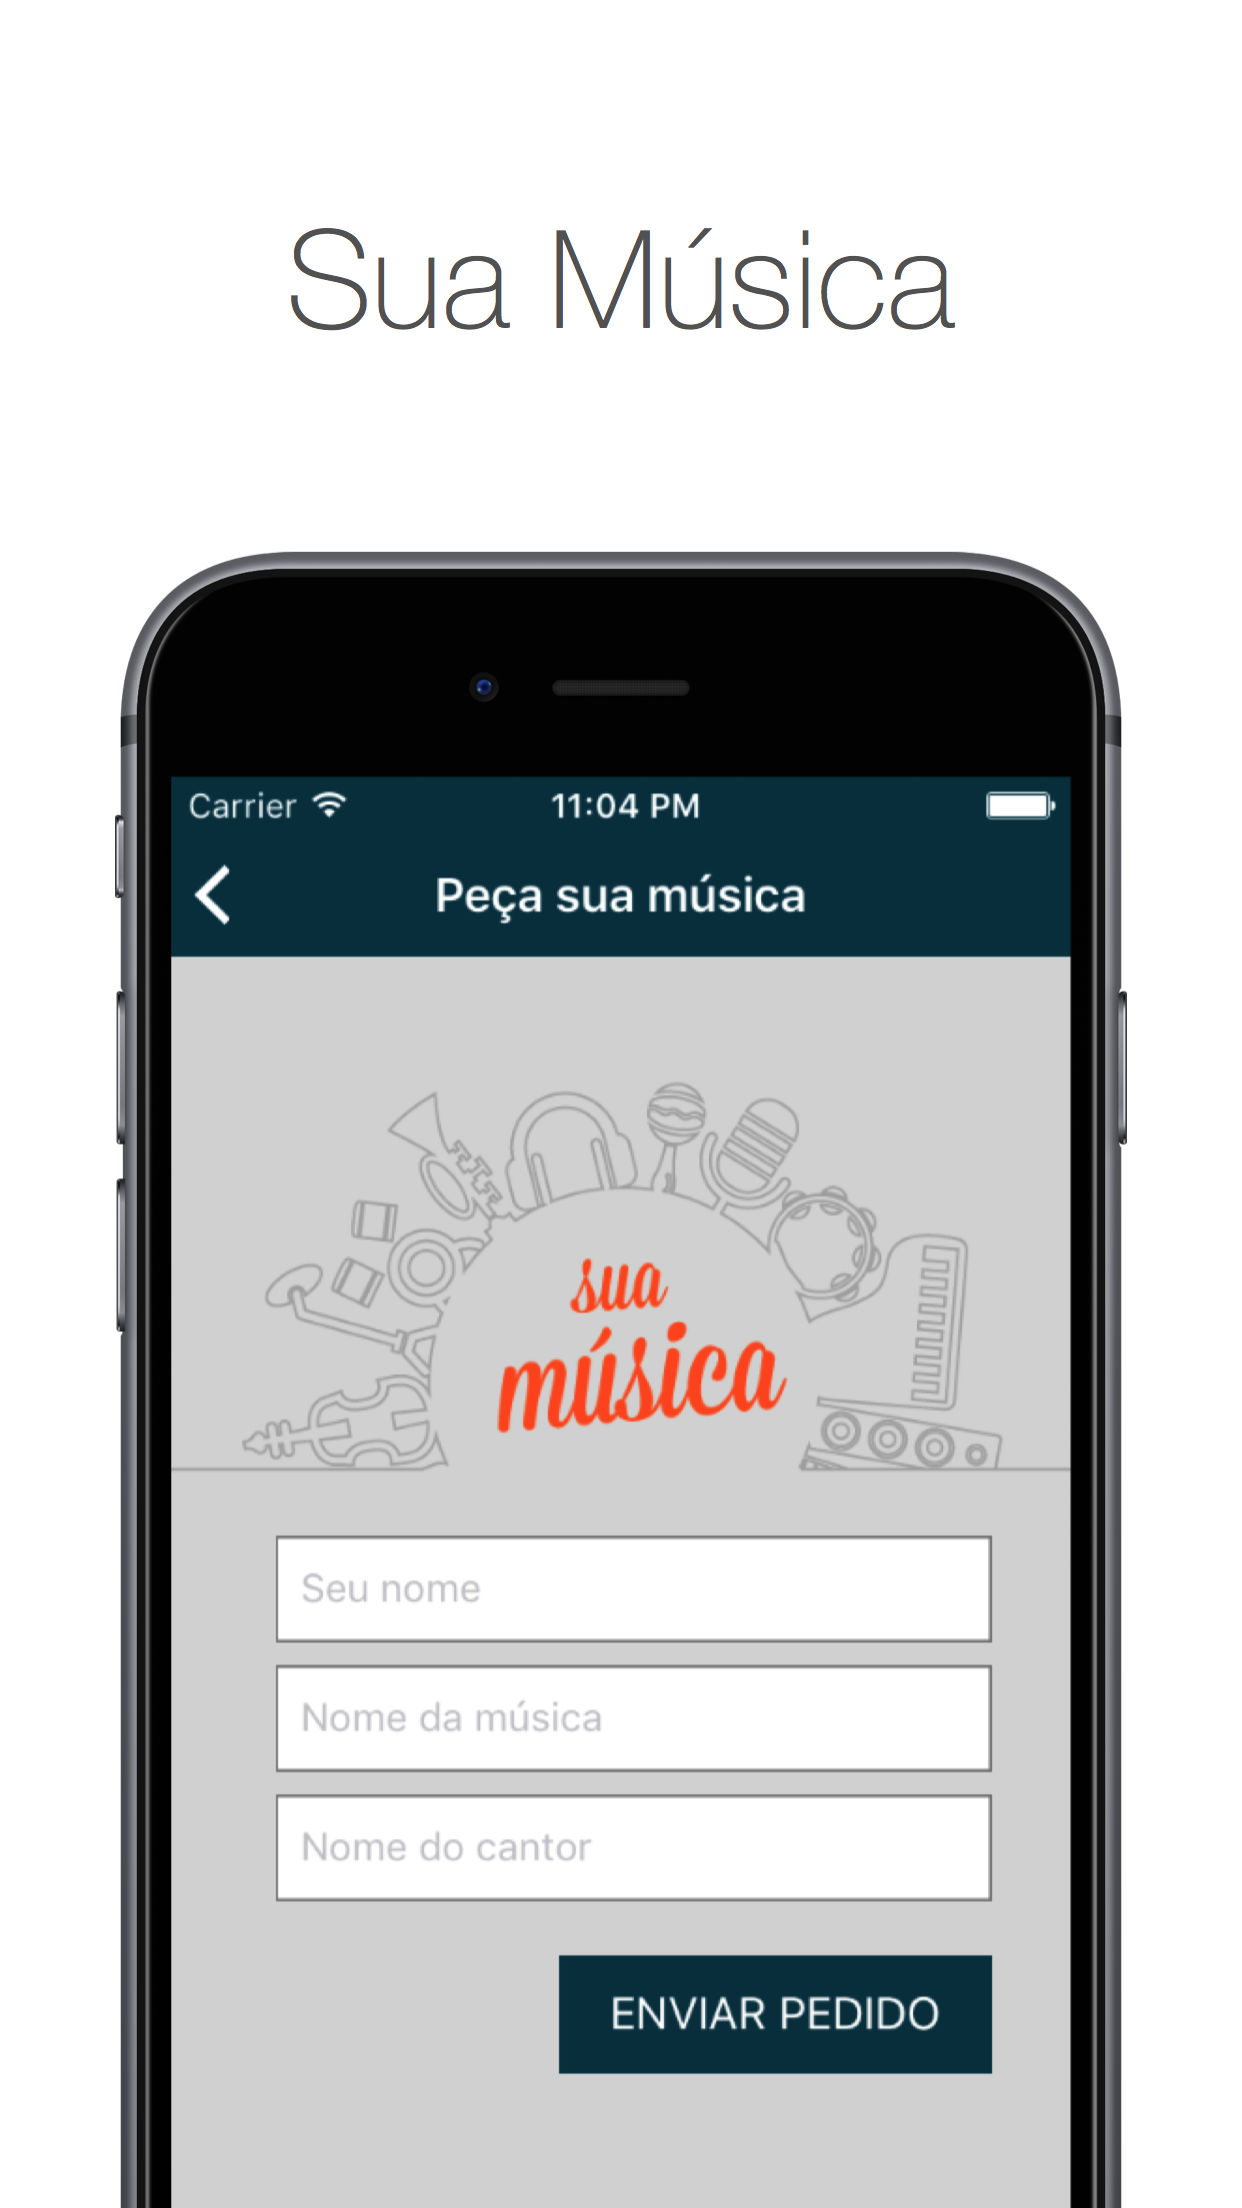 Sua Música
Carrier 11:04 PM
Peça sua música
sua
música
Seu nome
Nome da música
Nome do cantor
ENVIAR PEDIDO